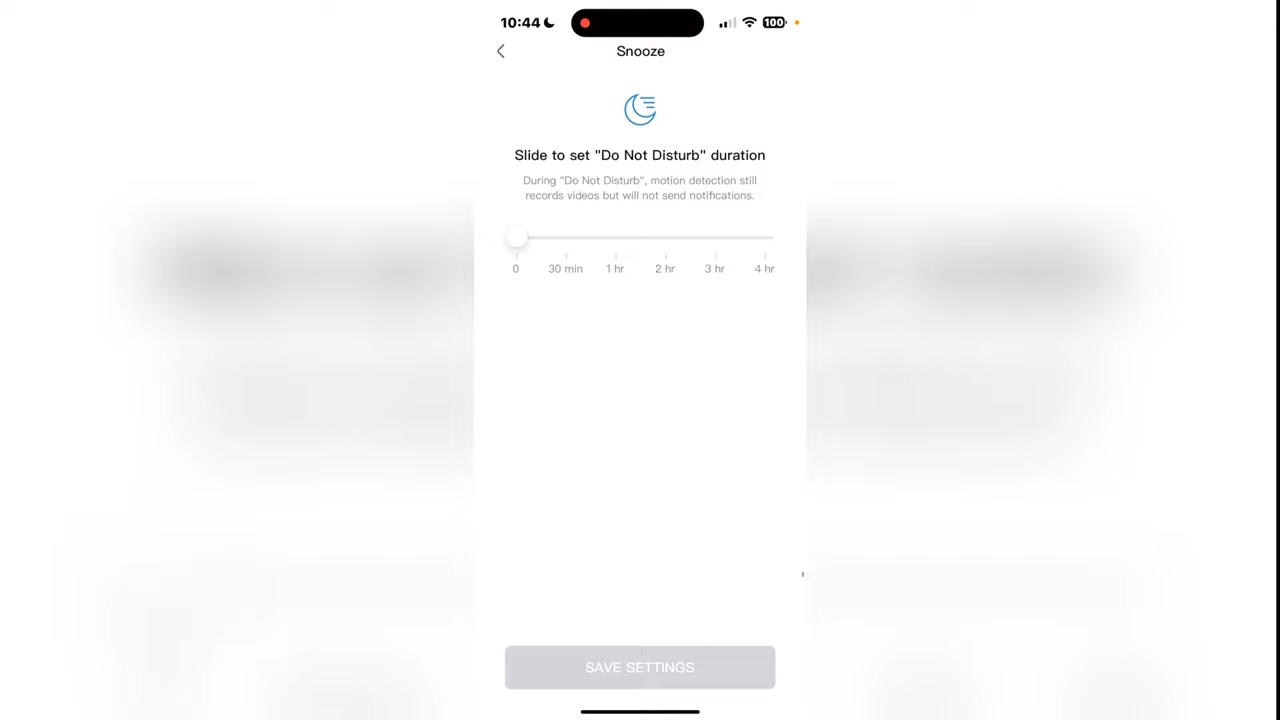 10:44
100
Snooze
Slide to set "Do Not Disturb" duration
During "Do Not Disturb", motion detection still
records videos but will not send notifications.
0 30 min 1 hr 2 hr 3 hr 4 hr
SAVE SETTINGS